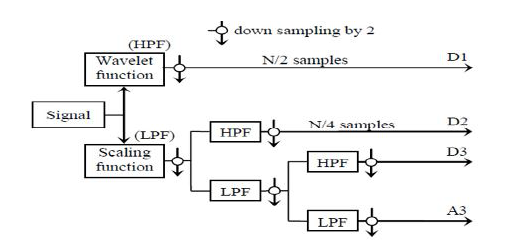 down sampling by 2
(HPF)
Wavelet
function
N/2 samples
D1
Signal
(LPF)
Scaling
function
HPF
N/4 samples
D2
HPF
D3
LPF
LPF
A3